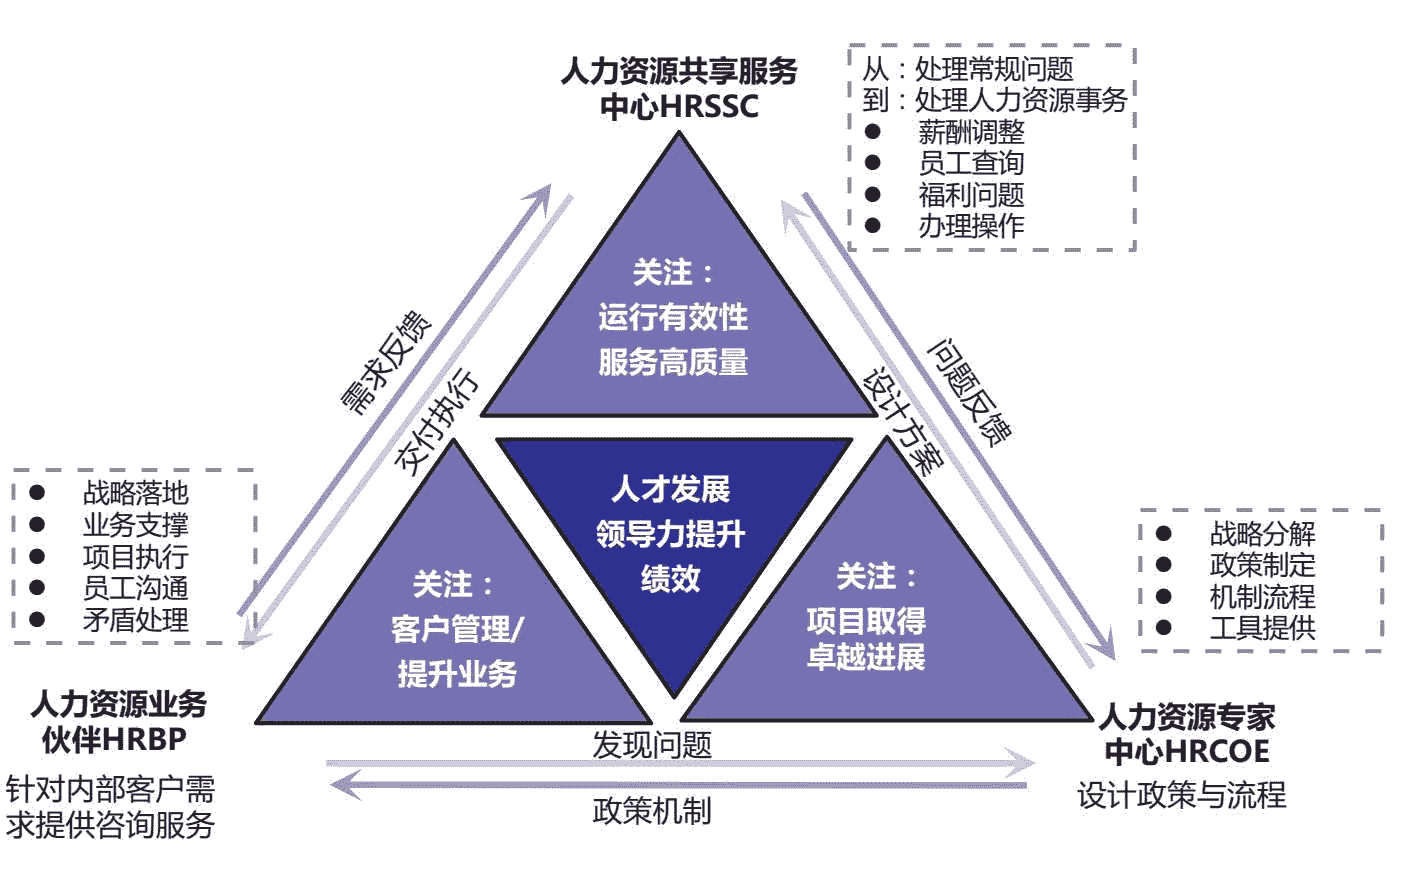 人力资源共享服务
中心HRSSC
从：处理常规问题
到：处理人力资源事务
● 薪酬调整
● 员工查询
● 福利问题
● 办理操作
关注：
运行有效性
服务高质量
需求反馈
交付执行
问题反馈
设计方案
● 战略落地
● 业务支撑
● 项目执行
● 员工沟通
● 矛盾处理
人才发展
领导力提升
绩效
● 战略分解
● 政策制定
● 机制流程
● 工具提供
关注：
客户管理/
提升业务
关注：
项目取得
卓越进展
人力资源业务
伙伴HRBP
针对内部客户需
求提供咨询服务
发现问题
政策机制
人力资源专家
中心HRCOE
设计政策与流程